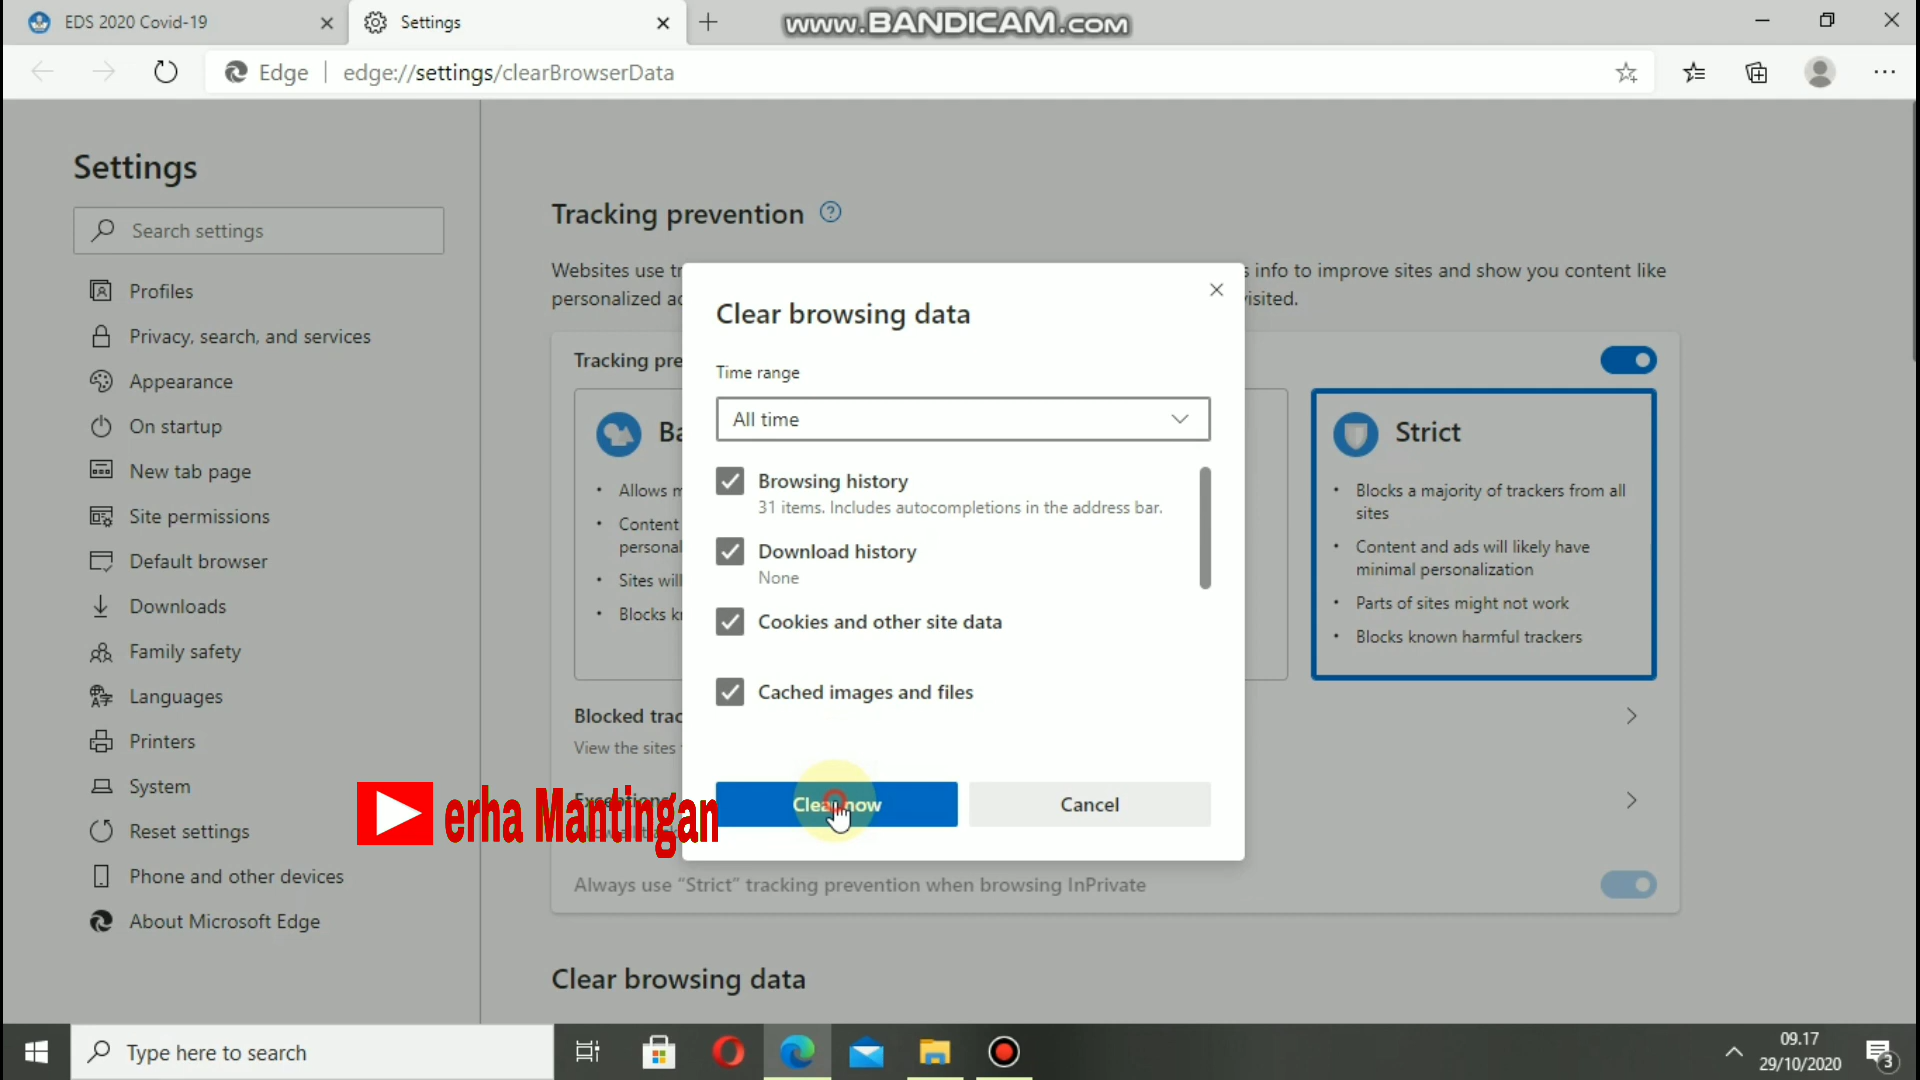 EDS 2020 Covid-19
Settings
www.BANDICAM.com
Edge
edge://settings/clearBrowserData
Settings
Search settings
Profiles
Privacy, search, and services
Appearance
On startup
New tab page
Site permissions
Default browser
Downloads
Family safety
Languages
Printers
System
Reset settings
Phone and other devices
About Microsoft Edge
Tracking prevention
Websites use
info to improve sites and show you content like
personalized
Tracking
Strict
Allows
Content
Sites will
Blocks
Blocks a majority of trackers from all
sites
Content and ads will likely have
minimal personalization
Parts of sites might not work
Blocks known harmful trackers
Blocked
View the sites
Exceptions
Always use “Strict” tracking prevention when browsing InPrivate
Clear browsing data
Clear browsing data
Time range
All time
Browsing history
31 items. Includes autocompletions in the address bar.
Download history
None
Cookies and other site data
Cached images and files
Clear now
Cancel
erha Mantingan
Type here to search
09.17
29/10/2020
3